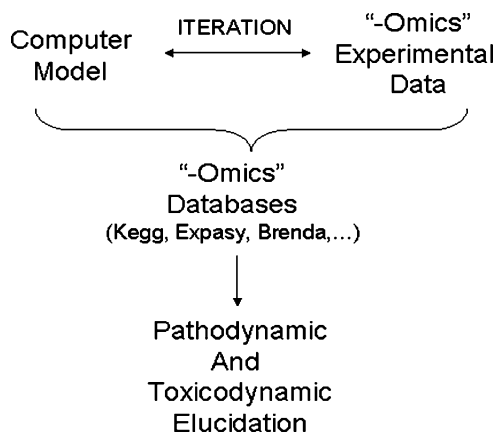 Computer
Model
ITERATION
“-Omics”
Experimental
Data
“-Omics”
Databases
(Kegg, Expasy, Brenda,...)
Pathodynamic
And
Toxicodynamic
Elucidation